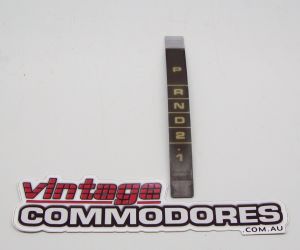 P
R
N
D
2
·1
vintage
COMMODORES
.COM.AU